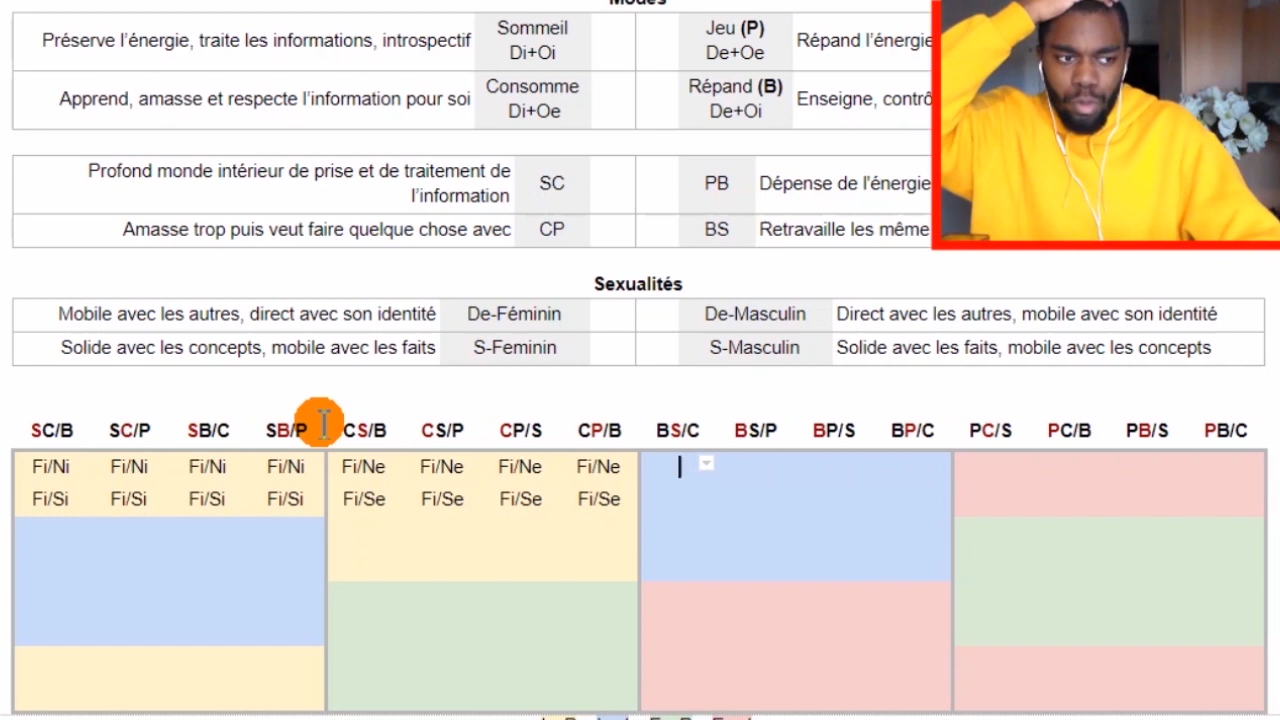 Modes
Préserve l'énergie, traite les informations, introspectif
Sommeil
Di+Oi
Jeu (P)
De+Oe
Répand l'énergie
Apprend, amasse et respecte l'information pour soi
Consomme
Di+Oe
Répand (B)
De+Oi
Enseigne, contrô
Profond monde intérieur de prise et de traitement de
l'information
SC
PB
Dépense de l'énergie
Amasse trop puis veut faire quelque chose avec
CP
BS
Retravaille les même
Sexualités
Mobile avec les autres, direct avec son identité
De-Féminin
De-Masculin
Direct avec les autres, mobile avec son identité
Solide avec les concepts, mobile avec les faits
S-Feminin
S-Masculin
Solide avec les faits, mobile avec les concepts
SC/B SC/P SB/C SB/P CS/B CS/P CP/S CP/B BS/C BS/P BP/S BP/C PC/S PC/B PB/S PB/C
Fi/Ni Fi/Ni Fi/Ni Fi/Ni Fi/Ne Fi/Ne Fi/Ne Fi/Ne
Fi/Si Fi/Si Fi/Si Fi/Si Fi/Se Fi/Se Fi/Se Fi/Se